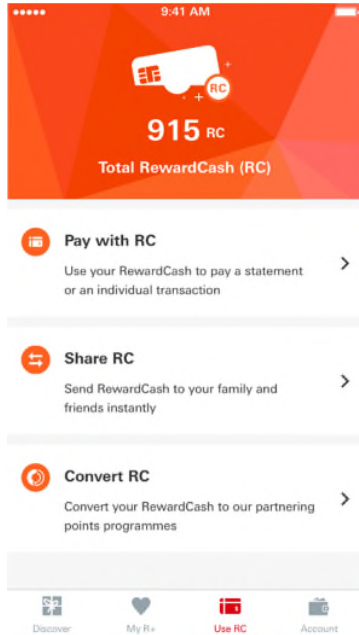 9:41 AM
RC
915 RC
Total RewardCash (RC)
Pay with RC
Use your RewardCash to pay a statement
or an individual transaction
Share RC
Send RewardCash to your family and
friends instantly
Convert RC
Convert your RewardCash to our partnering
points programmes
Discover
My R+
Use RC
Account